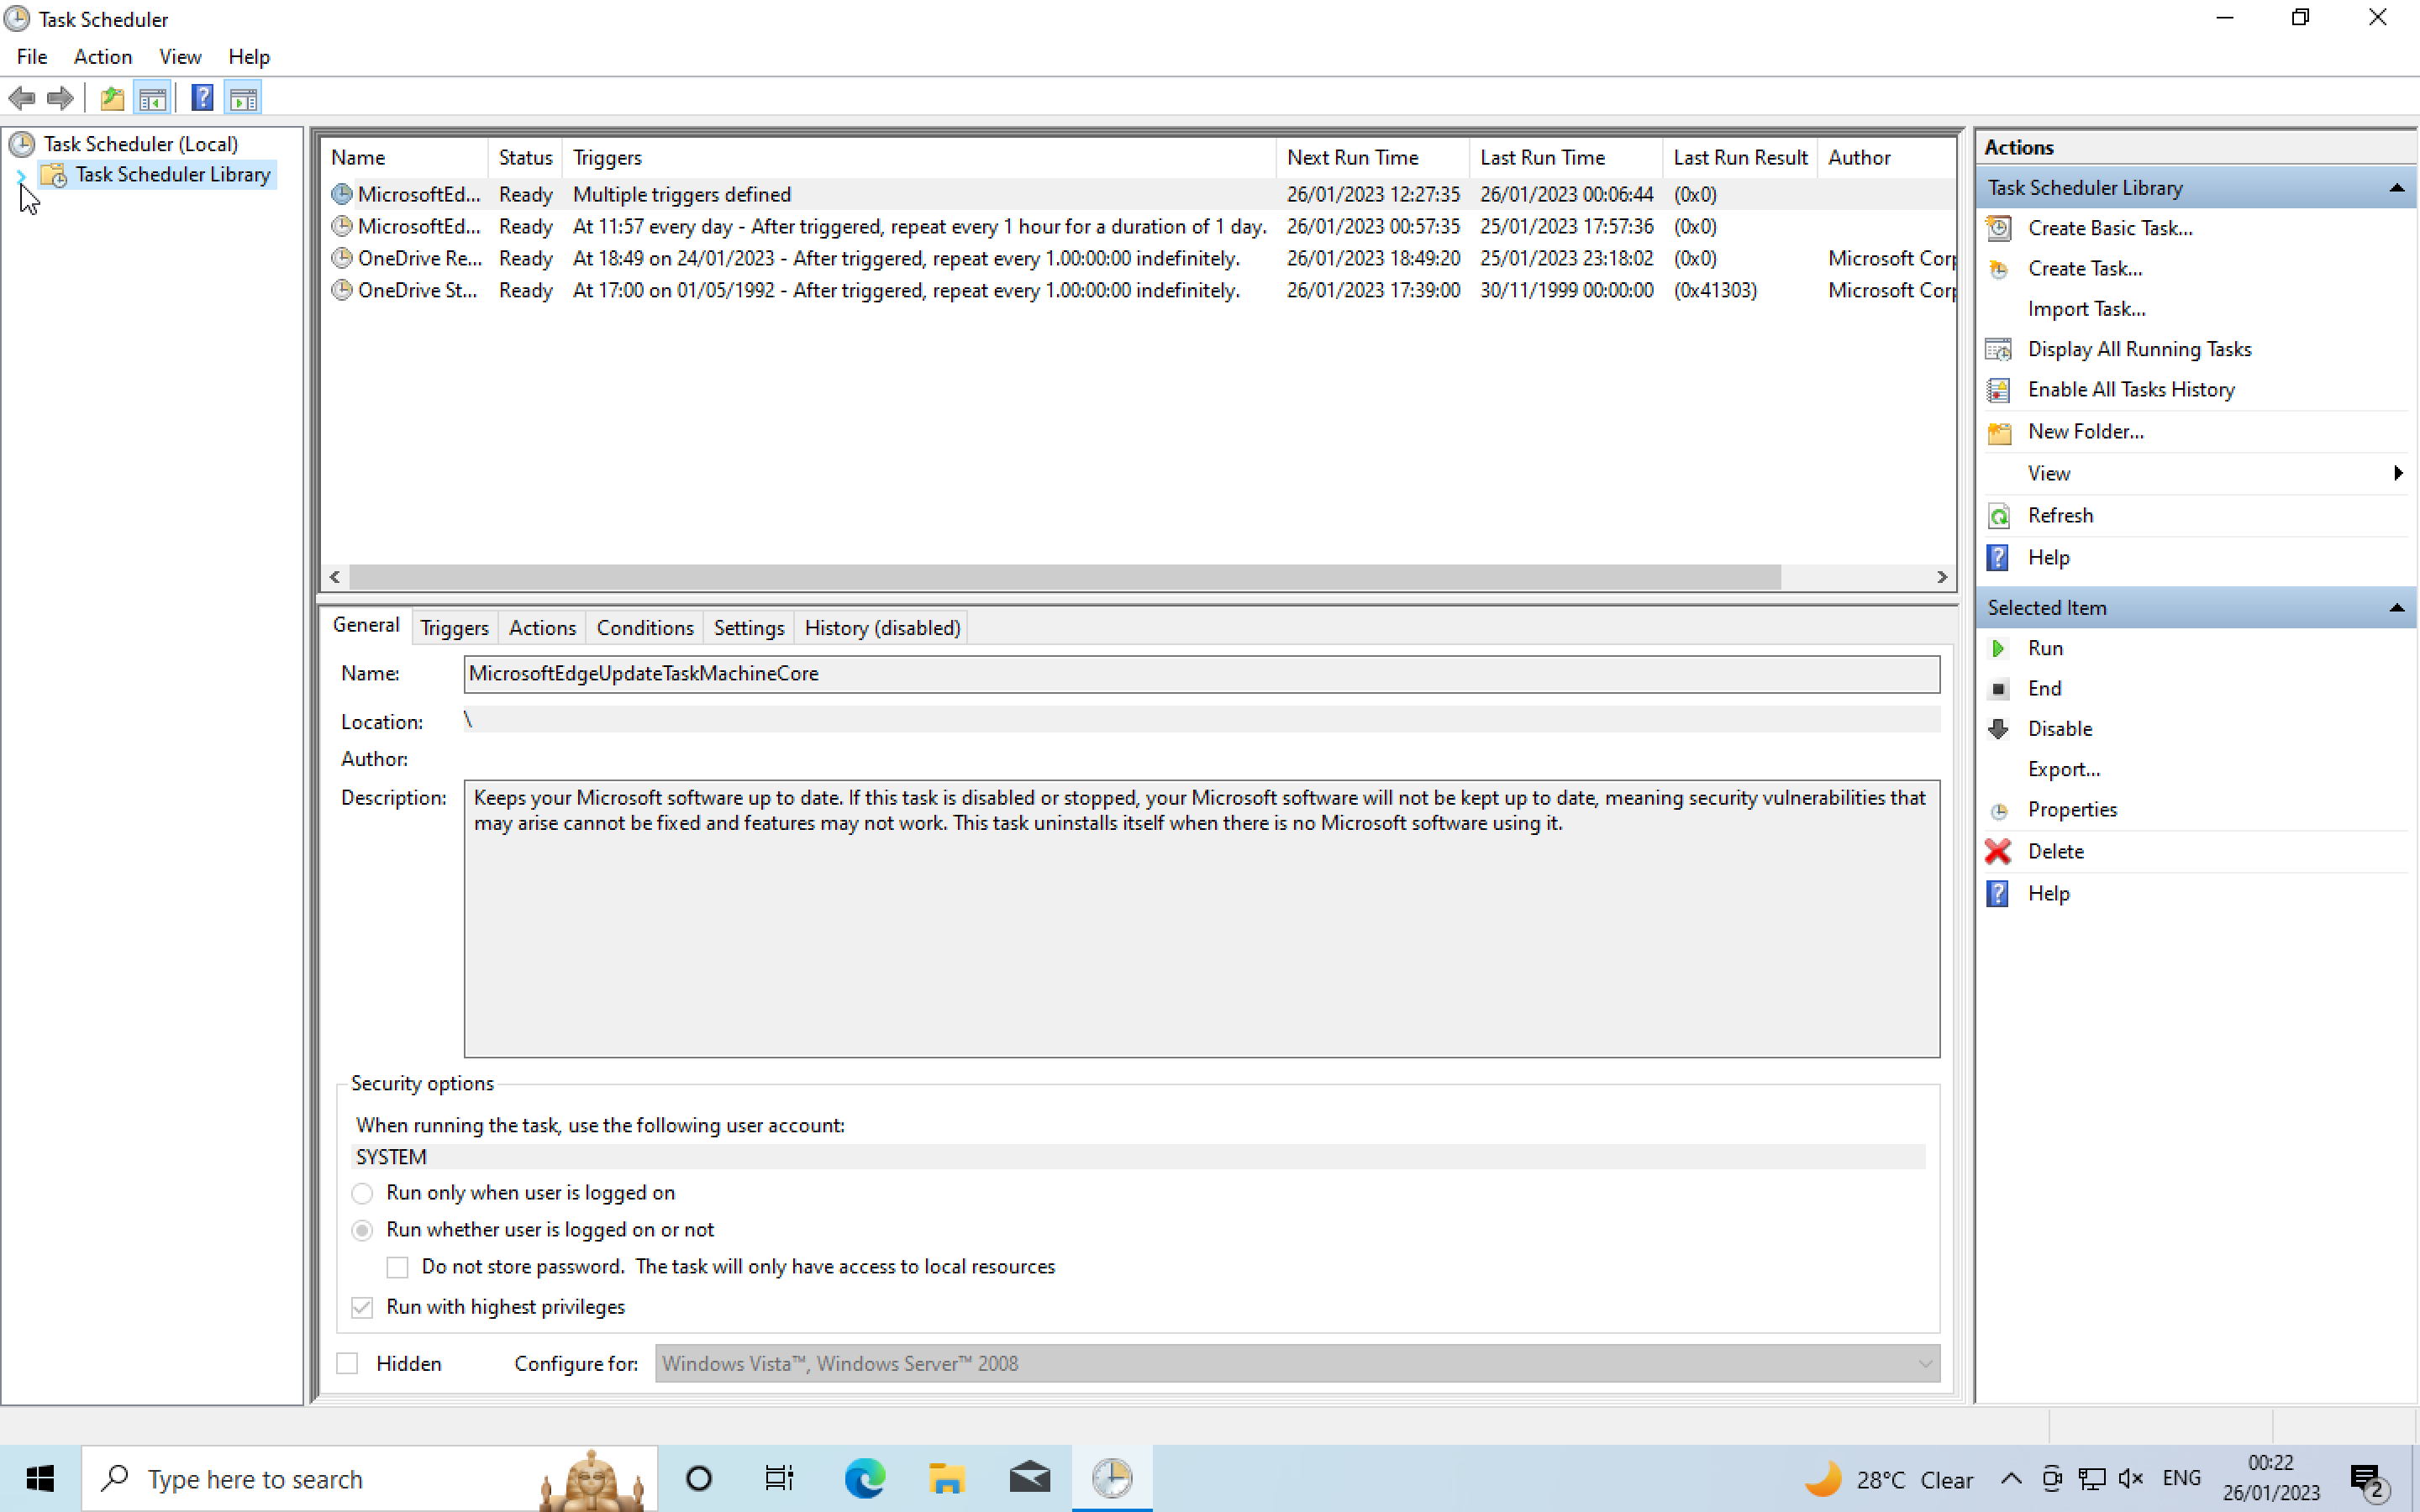 Task Scheduler
File Action View Help
Task Scheduler (Local)
Task Scheduler Library
Name Status Triggers Next Run Time Last Run Time Last Run Result Author
MicrosoftEd... Ready Multiple triggers defined 26/01/2023 12:27:35 26/01/2023 00:06:44 (0x0)
MicrosoftEd... Ready At 11:57 every day - After triggered, repeat every 1 hour for a duration of 1 day. 26/01/2023 00:57:35 25/01/2023 17:57:36 (0x0)
OneDrive Re... Ready At 18:49 on 24/01/2023 - After triggered, repeat every 1.00:00:00 indefinitely. 26/01/2023 18:49:20 25/01/2023 23:18:02 (0x0) Microsoft Corp
OneDrive St... Ready At 17:00 on 01/05/1992 - After triggered, repeat every 1.00:00:00 indefinitely. 26/01/2023 17:39:00 30/11/1999 00:00:00 (0x41303) Microsoft Corp
General Triggers Actions Conditions Settings History (disabled)
Name: MicrosoftEdgeUpdateTaskMachineCore
Location: \
Author:
Description: Keeps your Microsoft software up to date. If this task is disabled or stopped, your Microsoft software will not be kept up to date, meaning security vulnerabilities that
may arise cannot be fixed and features may not work. This task uninstalls itself when there is no Microsoft software using it.
Security options
When running the task, use the following user account:
SYSTEM
Run only when user is logged on
Run whether user is logged on or not
Do not store password. The task will only have access to local resources
Run with highest privileges
Hidden Configure for: Windows Vista™, Windows Server™ 2008
Actions
Task Scheduler Library
Create Basic Task...
Create Task...
Import Task...
Display All Running Tasks
Enable All Tasks History
New Folder...
View
Refresh
Help
Selected Item
Run
End
Disable
Export...
Properties
Delete
Help
Type here to search
28°C Clear
ENG
00:22
26/01/2023
2